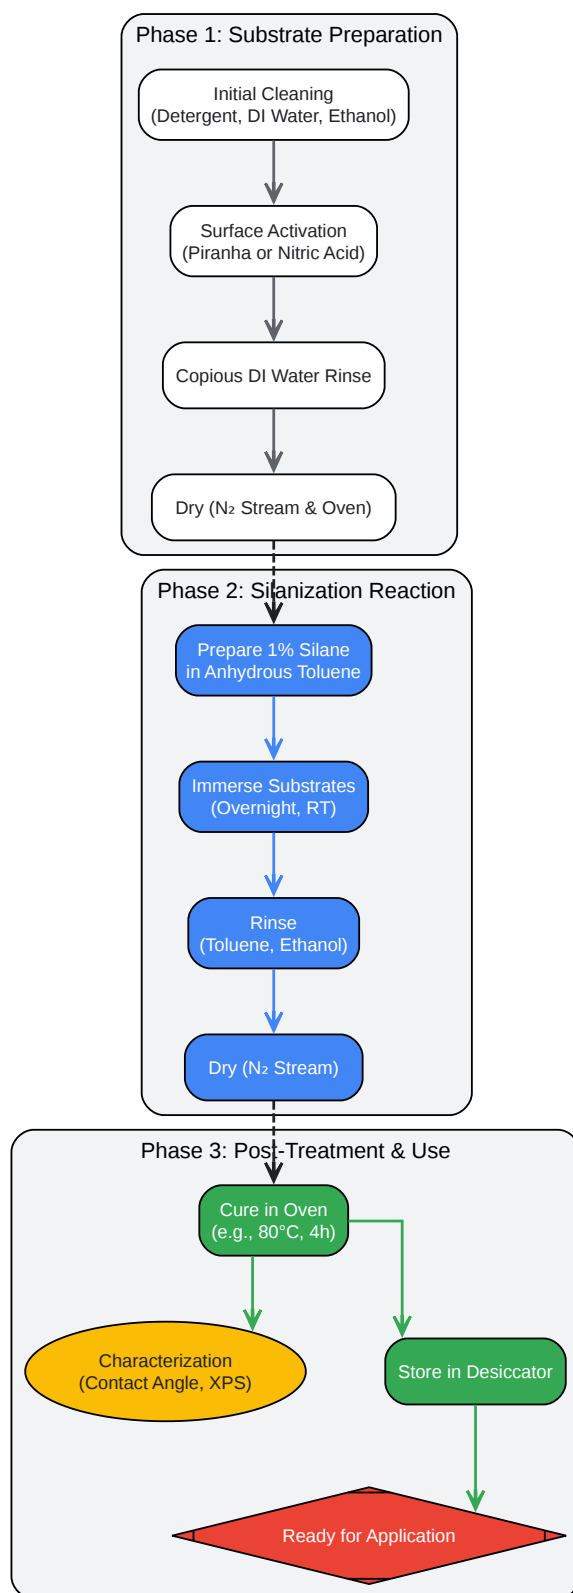 Phase 1: Substrate Preparation
Initial Cleaning
(Detergent, DI Water, Ethanol)
Surface Activation
(Piranha or Nitric Acid)
Copious DI Water Rinse
Dry (N₂ Stream & Oven)
Phase 2: Silanization Reaction
Prepare 1% Silane
in Anhydrous Toluene
Immerse Substrates
(Overnight, RT)
Rinse
(Toluene, Ethanol)
Dry (N₂ Stream)
Phase 3: Post-Treatment & Use
Cure in Oven
(e.g., 80°C, 4h)
Characterization
(Contact Angle, XPS)
Store in Desiccator
Ready for Application